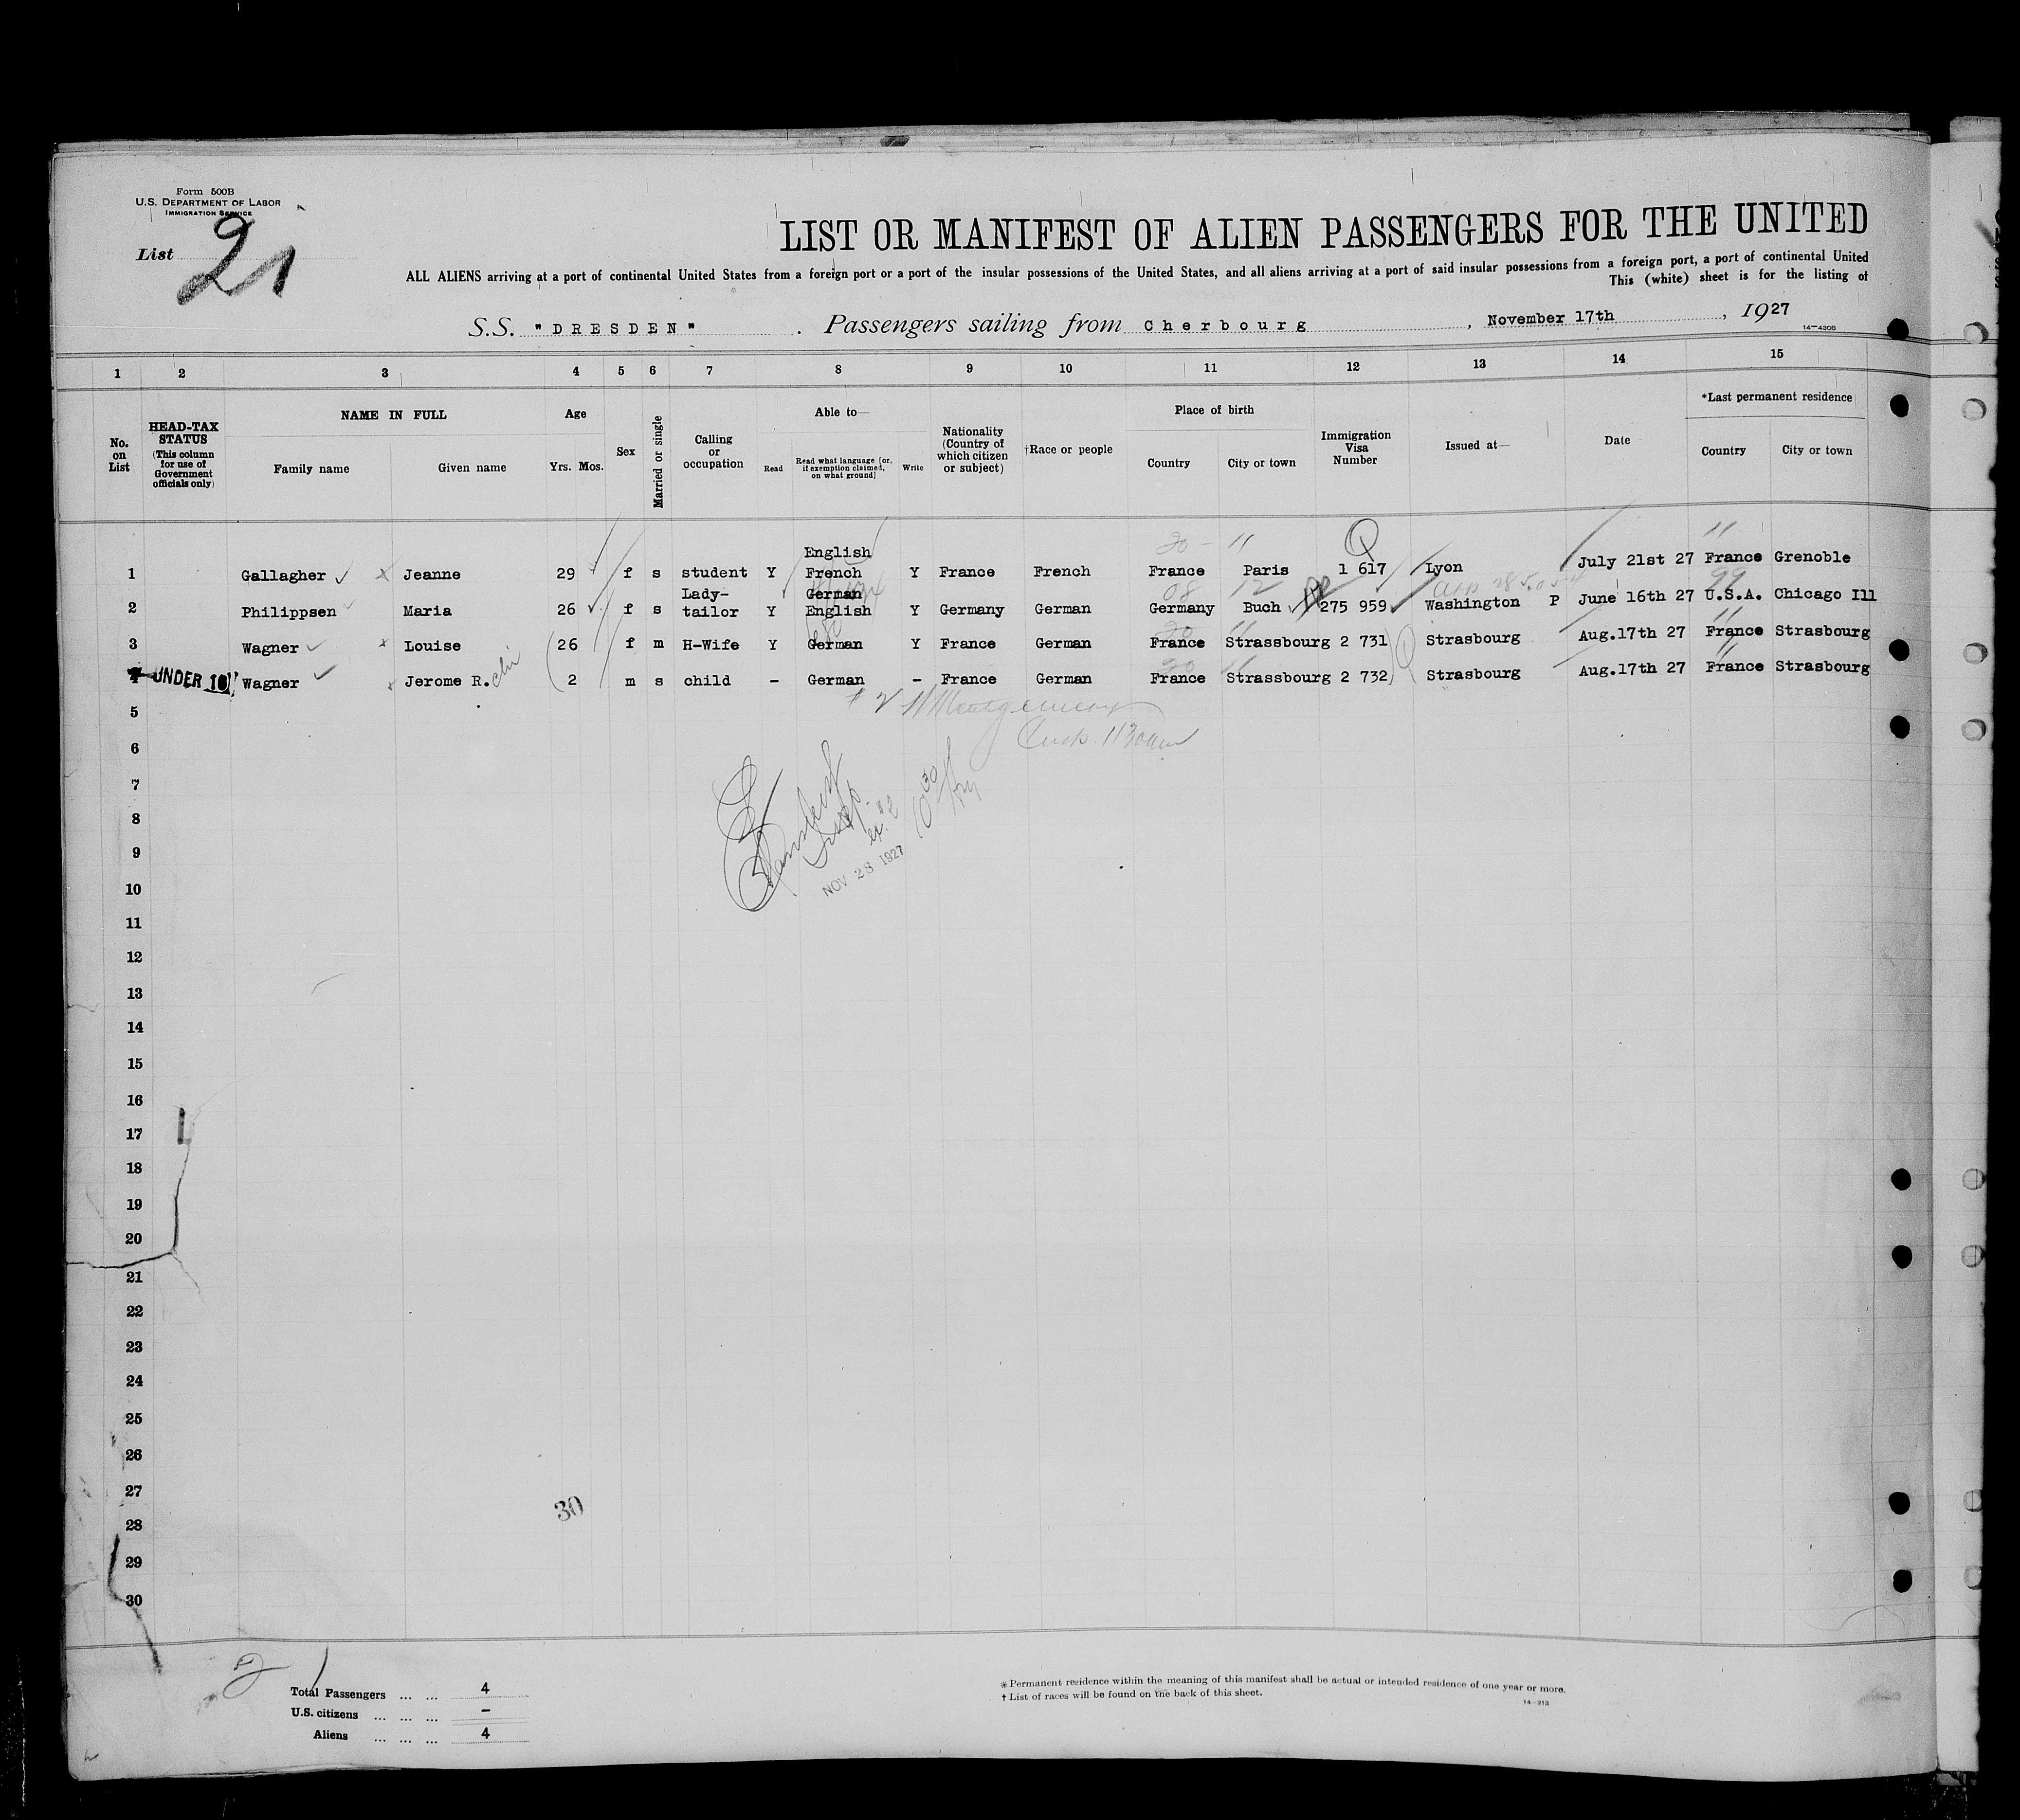 Form 500B
U.S. DEPARTMENT OF LABOR
IMMIGRATION SERVICE
List 21
LIST OR MANIFEST OF ALIEN PASSENGERS FOR THE UNITED
ALL ALIENS arriving at a port of continental United States from a foreign port or a port of the insular possessions of the United States, and all aliens arriving at a port of said insular possessions from a foreign port, a port of continental United
This (white) sheet is for the listing of
S.S. "DRESDEN" . Passengers sailing from Cherbourg, November 17th, 1927
14—430B
1 2 3 4 5 6 7 8 9 10 11 12 13 14 15
No. on List
HEAD-TAX STATUS (This column for use of Government officials only)
NAME IN FULL
Family name Given name
Age
Yrs. Mos.
Sex
Married or single
Calling or occupation
Able to—
Read Read what language [or, if exemption claimed, on what ground] Write
Nationality (Country of which citizen or subject)
†Race or people
Place of birth
Country City or town
Immigration Visa Number
Issued at—
Date
*Last permanent residence
Country City or town
20 - 11 Q 11
English
1 Gallagher Jeanne 29 f s student Y French Y France French France Paris 1 617 Lyon July 21st 27 France Grenoble
Lady- German 08 12 99
2 Philippsen Maria 26 f s tailor Y English Y Germany German Germany Buch 275 959 Washington P June 16th 27 U.S.A. Chicago Ill
3 Wagner Louise 26 f m H-Wife Y German Y France German France Strassbourg 2 731 Strasbourg Aug.17th 27 France Strasbourg
4 UNDER 16 Wagner Jerome R. 2 m s child - German - France German France Strassbourg 2 732 Strasbourg Aug.17th 27 France Strasbourg
5
6
7
8
9
10
NOV 28 1927
11
12
13
14
15
16
17
18
19
20
21
22
23
24
25
26
27
30
28
29
30
Total Passengers ... ... 4
U.S. citizens ... ... ... -
Aliens ... ... ... 4
* Permanent residence within the meaning of this manifest shall be actual or intended residence of one year or more.
† List of races will be found on the back of this sheet.
14—213